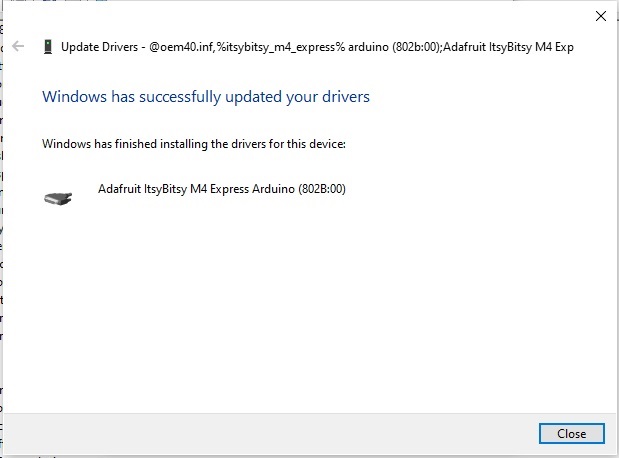 Update Drivers - @oem40.inf,%itsybitsy_m4_express% arduino (802b:00);Adafruit ItsyBitsy M4 Exp
Windows has successfully updated your drivers
Windows has finished installing the drivers for this device:
Adafruit ItsyBitsy M4 Express Arduino (802B:00)
Close